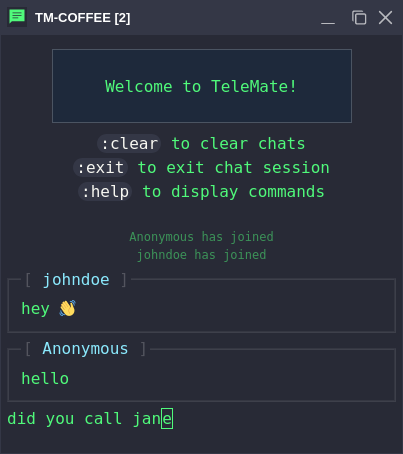 TM-COFFEE [2]
Welcome to TeleMate!
:clear to clear chats
:exit to exit chat session
:help to display commands
Anonymous has joined
johndoe has joined
[ johndoe ]
hey 👋
[ Anonymous ]
hello
did you call jane